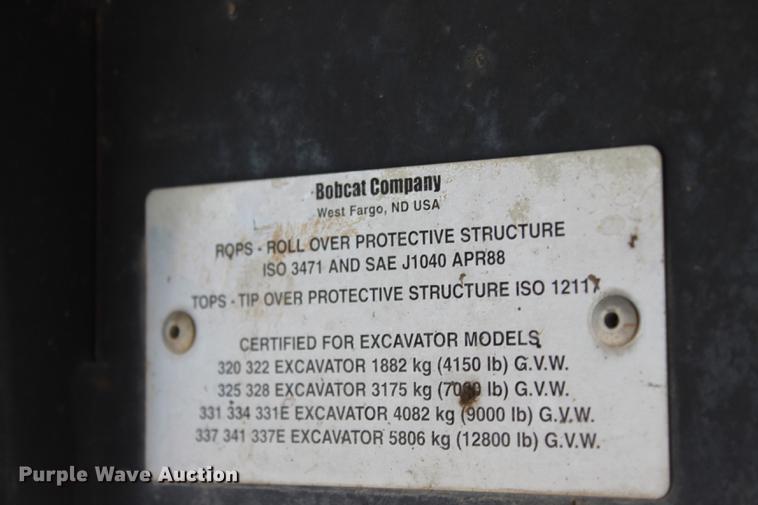 Bobcat Company
West Fargo, ND USA
ROPS - ROLL OVER PROTECTIVE STRUCTURE
ISO 3471 AND SAE J1040 APR88
TOPS - TIP OVER PROTECTIVE STRUCTURE ISO 12117
CERTIFIED FOR EXCAVATOR MODELS
320 322 EXCAVATOR 1882 kg (4150 lb) G.V.W.
325 328 EXCAVATOR 3175 kg (7000 lb) G.V.W.
331 334 331E EXCAVATOR 4082 kg (9000 lb) G.V.W.
337 341 337E EXCAVATOR 5806 kg (12800 lb) G.V.W.
Purple Wave Auction